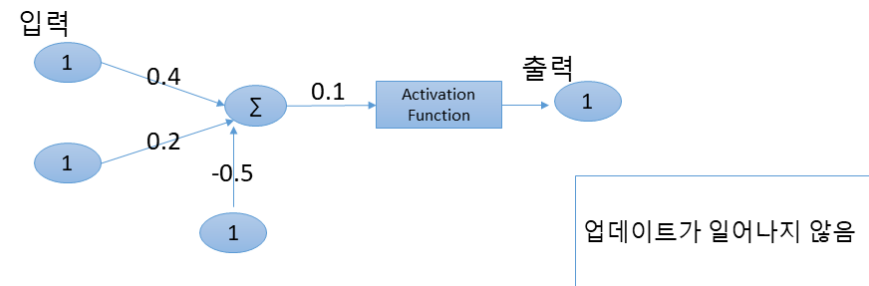 입력
1
0.4
∑
0.1
Activation
Function
출력
1
0.2
1
-0.5
1
업데이트가 일어나지 않음